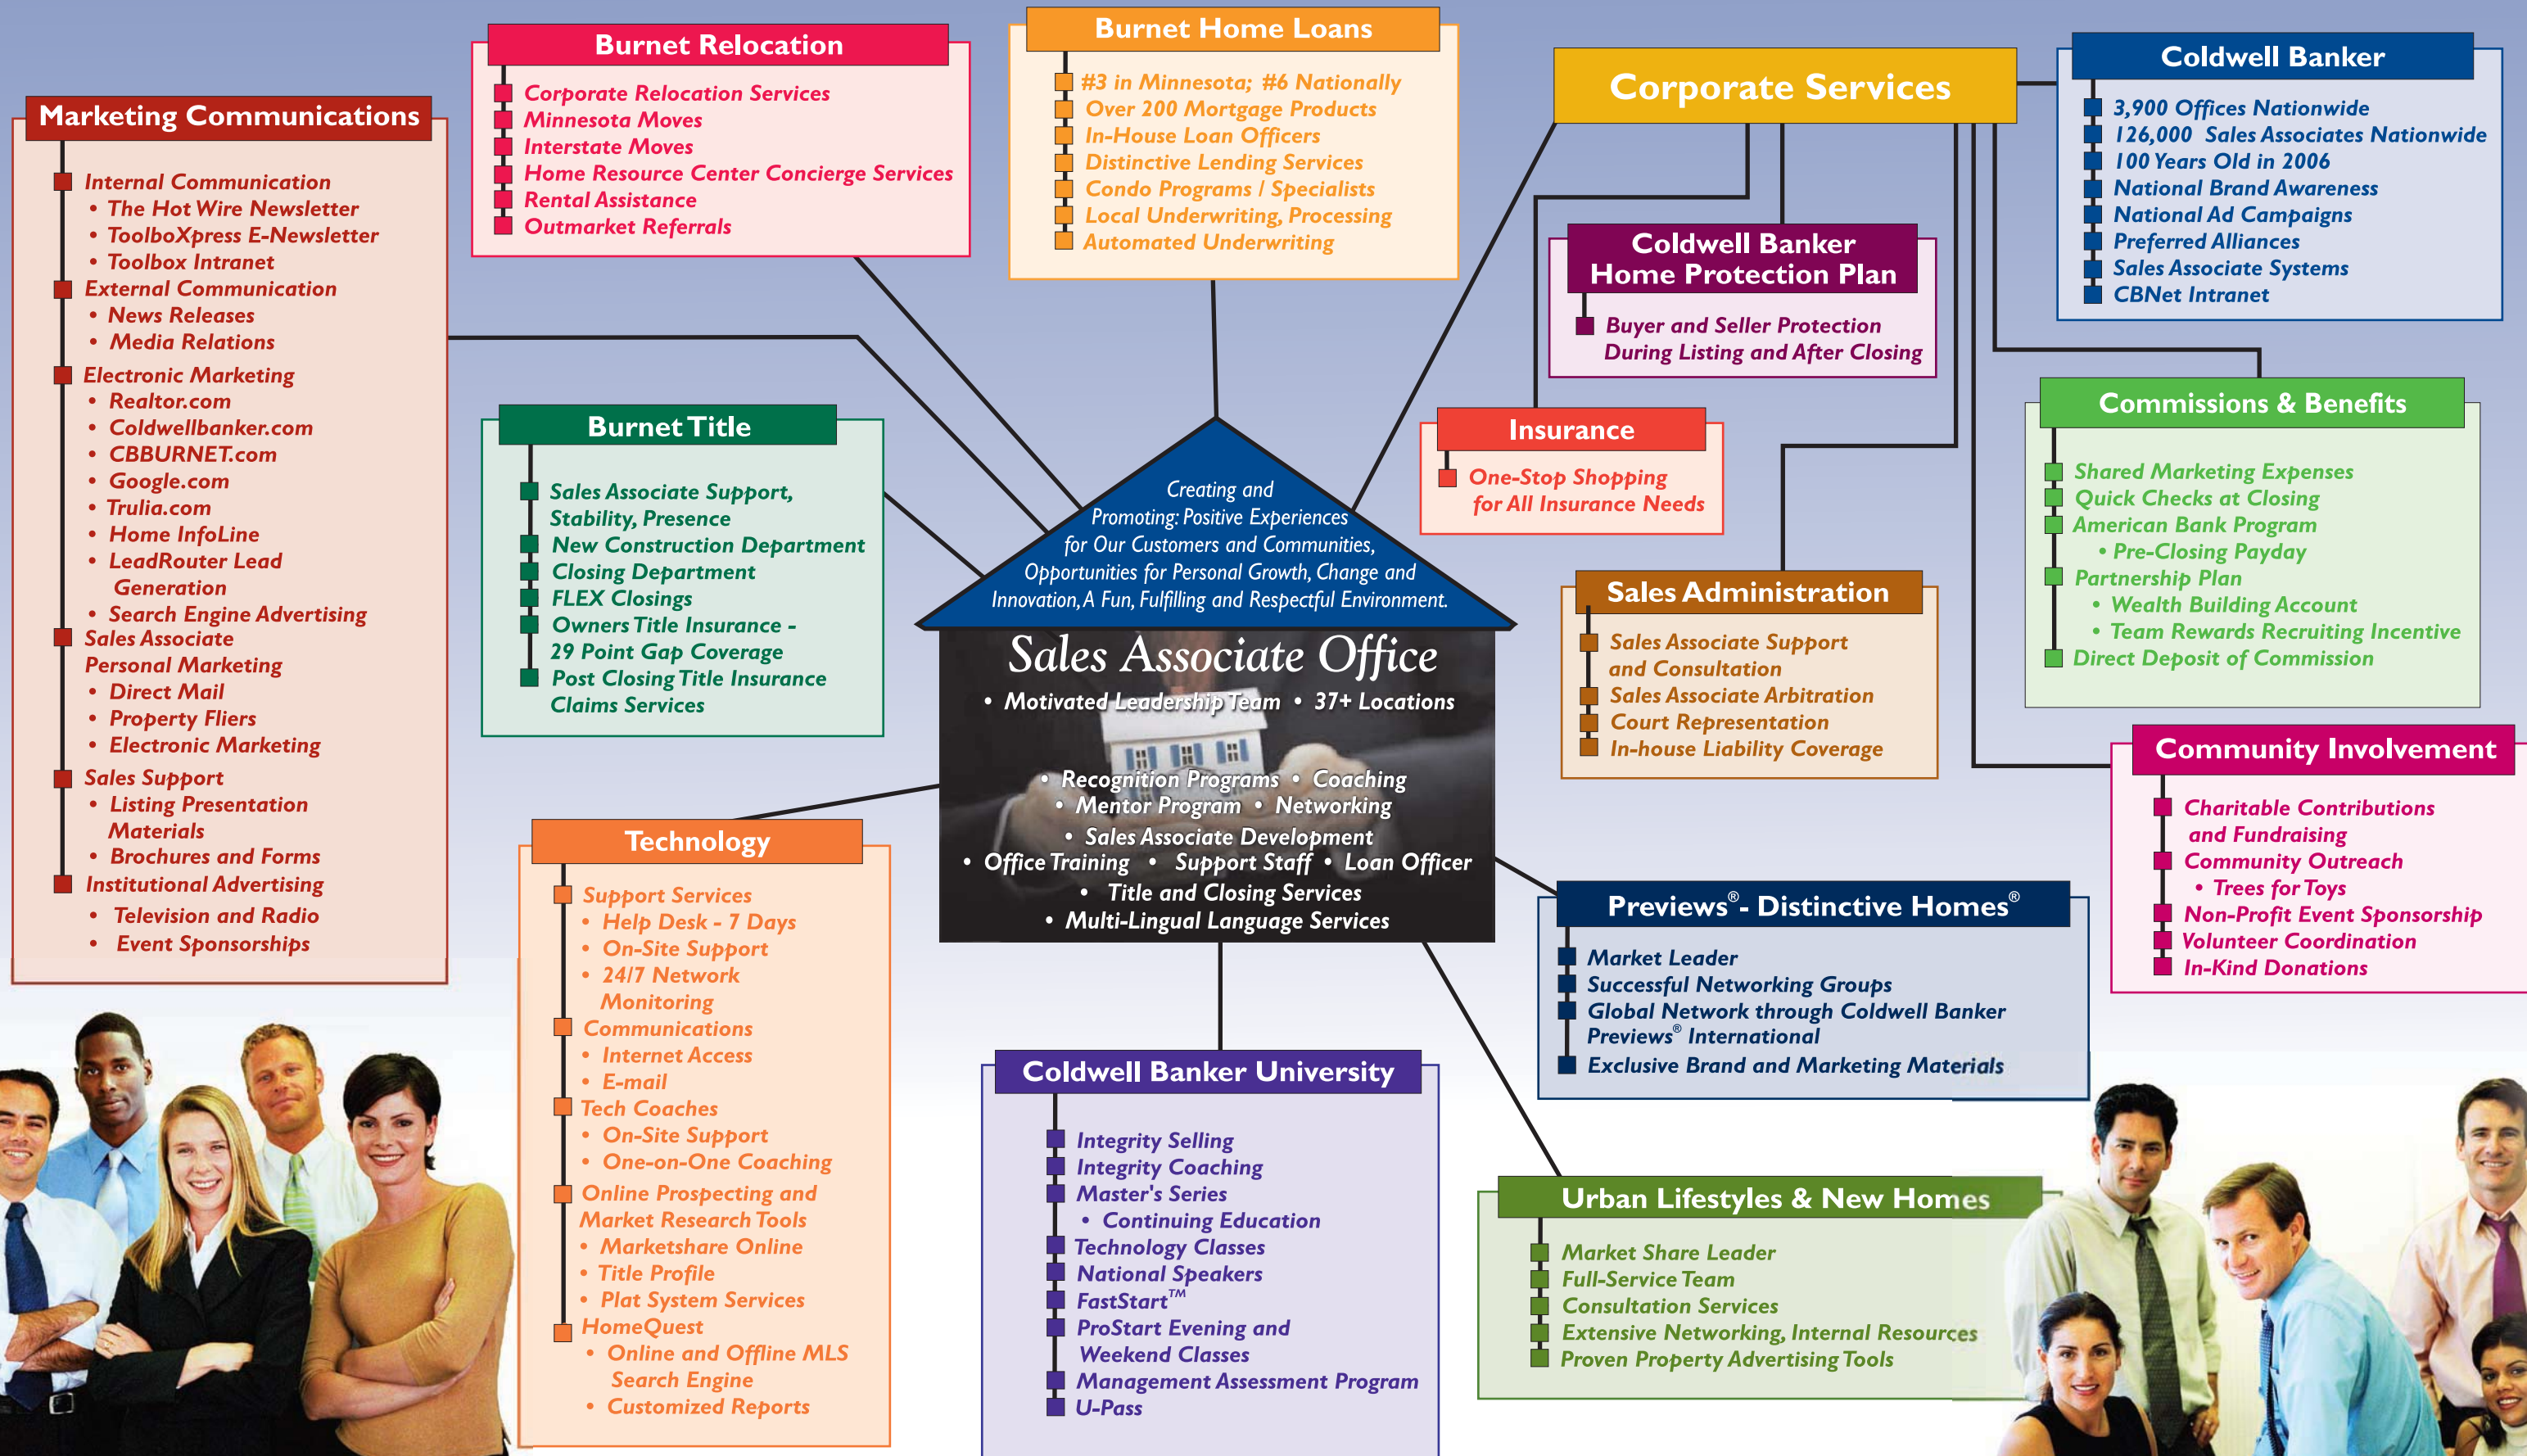 Marketing Communications
Internal Communication
• The Hot Wire Newsletter
• ToolboXpress E-Newsletter
• Toolbox Intranet
External Communication
• News Releases
• Media Relations
Electronic Marketing
• Realtor.com
• Coldwellbanker.com
• CBBURNET.com
• Google.com
• Trulia.com
• Home InfoLine
• LeadRouter Lead
Generation
• Search Engine Advertising
Sales Associate
Personal Marketing
• Direct Mail
• Property Fliers
• Electronic Marketing
Sales Support
• Listing Presentation
Materials
• Brochures and Forms
Institutional Advertising
• Television and Radio
• Event Sponsorships
Burnet Relocation
Corporate Relocation Services
Minnesota Moves
Interstate Moves
Home Resource Center Concierge Services
Rental Assistance
Outmarket Referrals
Burnet Home Loans
#3 in Minnesota; #6 Nationally
Over 200 Mortgage Products
In-House Loan Officers
Distinctive Lending Services
Condo Programs / Specialists
Local Underwriting, Processing
Automated Underwriting
Corporate Services
Coldwell Banker
3,900 Offices Nationwide
126,000 Sales Associates Nationwide
100 Years Old in 2006
National Brand Awareness
National Ad Campaigns
Preferred Alliances
Sales Associate Systems
CBNet Intranet
Coldwell Banker
Home Protection Plan
Buyer and Seller Protection
During Listing and After Closing
Burnet Title
Sales Associate Support,
Stability, Presence
New Construction Department
Closing Department
FLEX Closings
Owners Title Insurance -
29 Point Gap Coverage
Post Closing Title Insurance
Claims Services
Insurance
One-Stop Shopping
for All Insurance Needs
Commissions & Benefits
Shared Marketing Expenses
Quick Checks at Closing
American Bank Program
• Pre-Closing Payday
Partnership Plan
• Wealth Building Account
• Team Rewards Recruiting Incentive
Direct Deposit of Commission
Creating and
Promoting: Positive Experiences
for Our Customers and Communities,
Opportunities for Personal Growth, Change and
Innovation, A Fun, Fulfilling and Respectful Environment.
Sales Associate Office
• Motivated Leadership Team • 37+ Locations
• Recognition Programs • Coaching
• Mentor Program • Networking
• Sales Associate Development
• Office Training • Support Staff • Loan Officer
• Title and Closing Services
• Multi-Lingual Language Services
Sales Administration
Sales Associate Support
and Consultation
Sales Associate Arbitration
Court Representation
In-house Liability Coverage
Community Involvement
Charitable Contributions
and Fundraising
Community Outreach
• Trees for Toys
Non-Profit Event Sponsorship
Volunteer Coordination
In-Kind Donations
Technology
Support Services
• Help Desk - 7 Days
• On-Site Support
• 24/7 Network
Monitoring
Communications
• Internet Access
• E-mail
Tech Coaches
• On-Site Support
• One-on-One Coaching
Online Prospecting and
Market Research Tools
• Marketshare Online
• Title Profile
• Plat System Services
HomeQuest
• Online and Offline MLS
Search Engine
• Customized Reports
Previews® - Distinctive Homes®
Market Leader
Successful Networking Groups
Global Network through Coldwell Banker
Previews® International
Exclusive Brand and Marketing Materials
Coldwell Banker University
Integrity Selling
Integrity Coaching
Master's Series
• Continuing Education
Technology Classes
National Speakers
FastStart™
ProStart Evening and
Weekend Classes
Management Assessment Program
U-Pass
Urban Lifestyles & New Homes
Market Share Leader
Full-Service Team
Consultation Services
Extensive Networking, Internal Resources
Proven Property Advertising Tools